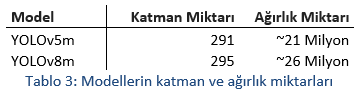 Model Katman Miktarı Ağırlık Miktarı
YOLOv5m 291 ~21 Milyon
YOLOv8m 295 ~26 Milyon
Tablo 3: Modellerin katman ve ağırlık miktarları